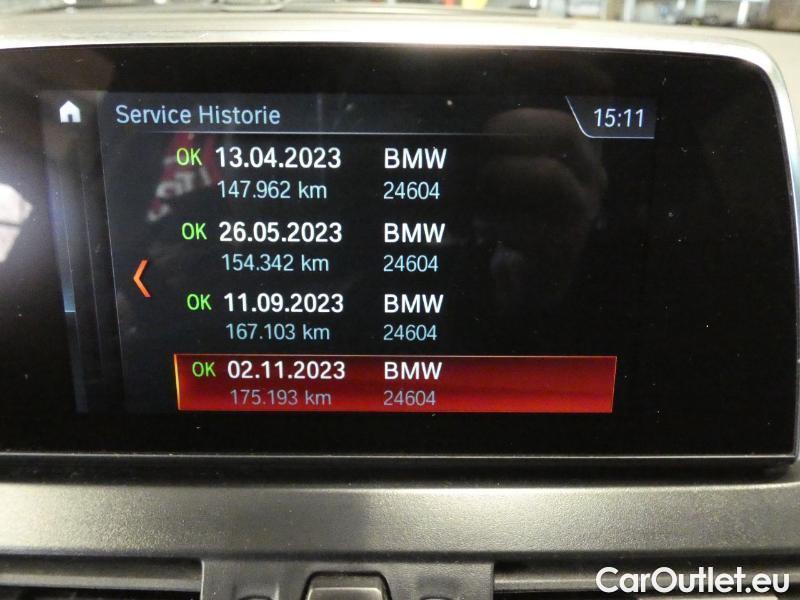 Service Historie 15:11
OK 13.04.2023 BMW
147.962 km 24604
OK 26.05.2023 BMW
154.342 km 24604
OK 11.09.2023 BMW
167.103 km 24604
OK 02.11.2023 BMW
175.193 km 24604
CarOutlet.eu